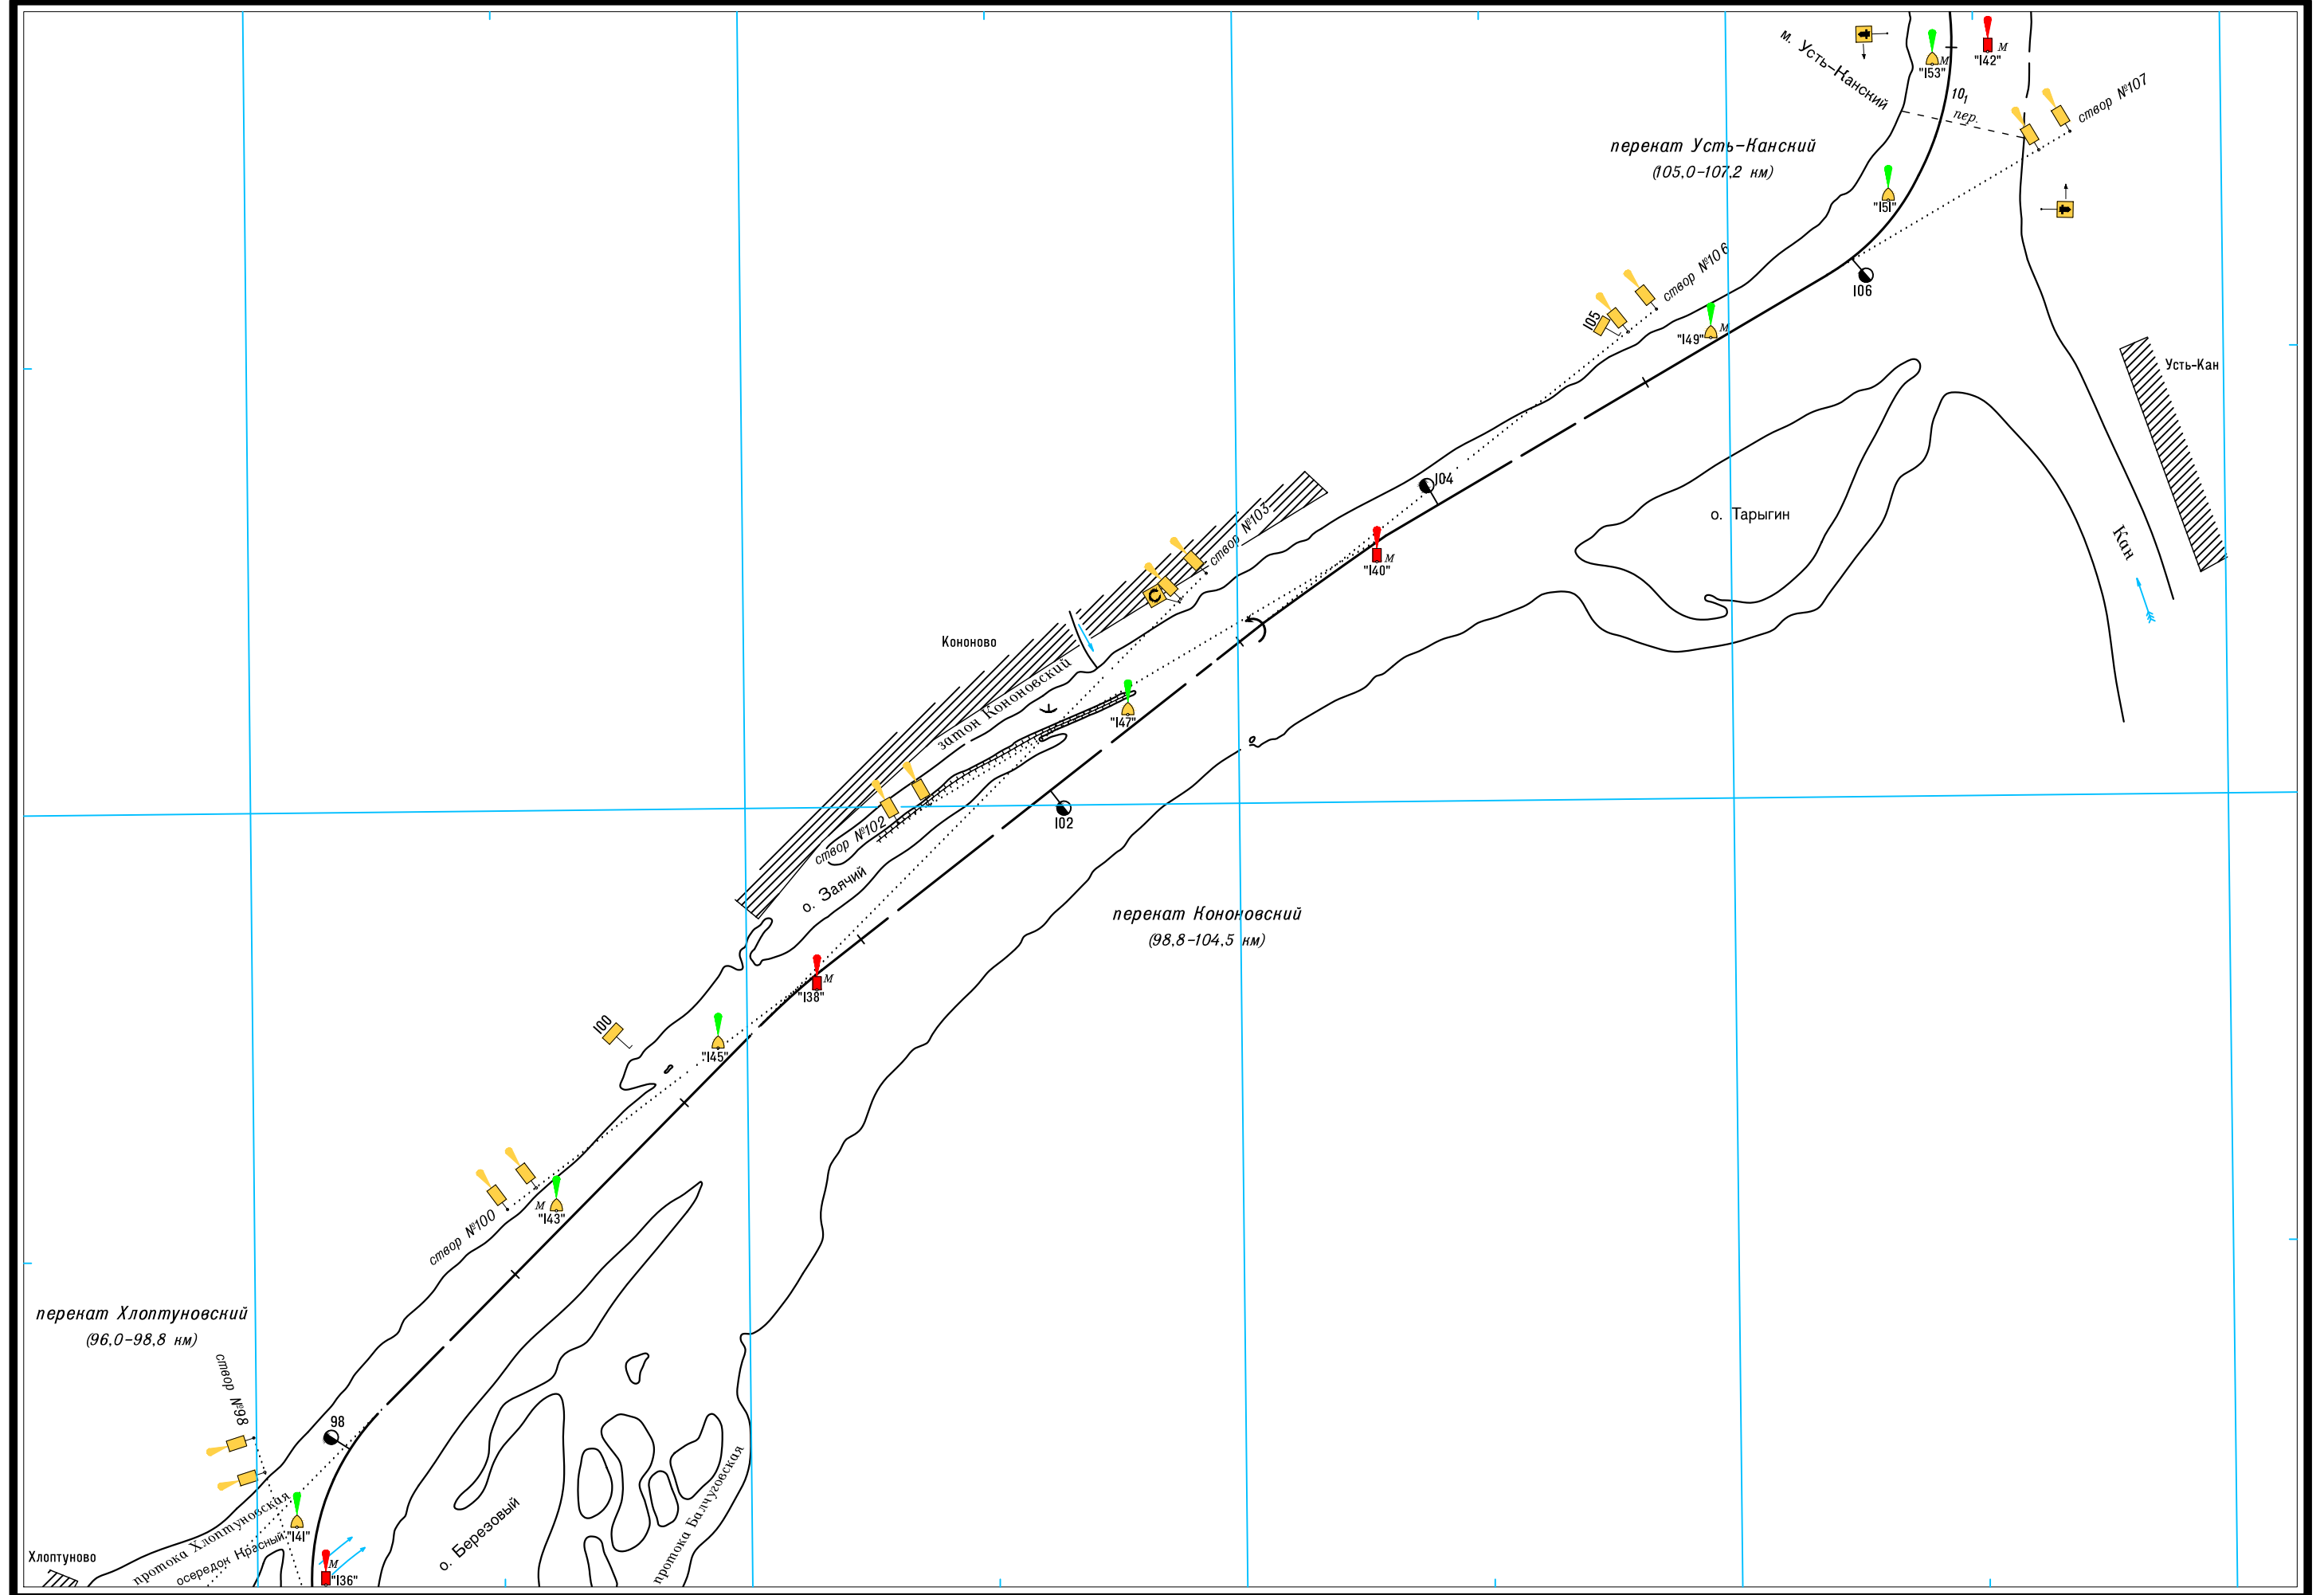 м. Усть-Канский
"153"
М
"142"
М
10₁
пер.
створ №107
перекат Усть-Канский
(105,0-107,2 км)
"151"
створ №106
105
106
"149"
М
Усть-Кан
104
створ №103
о. Тарыгин
"140"
М
Кан
Кононово
затон Кононовский
"147"
створ №102
102
о. Заячий
перекат Кононовский
(98,8-104,5 км)
"138"
М
100
"145"
створ №100
М
"143"
перекат Хлоптуновский
(96,0-98,8 км)
створ №98
98
протока Хлоптуновская
осередок Красный
"141"
о. Березовый
протока Балчуговская
Хлоптуново
М
"136"